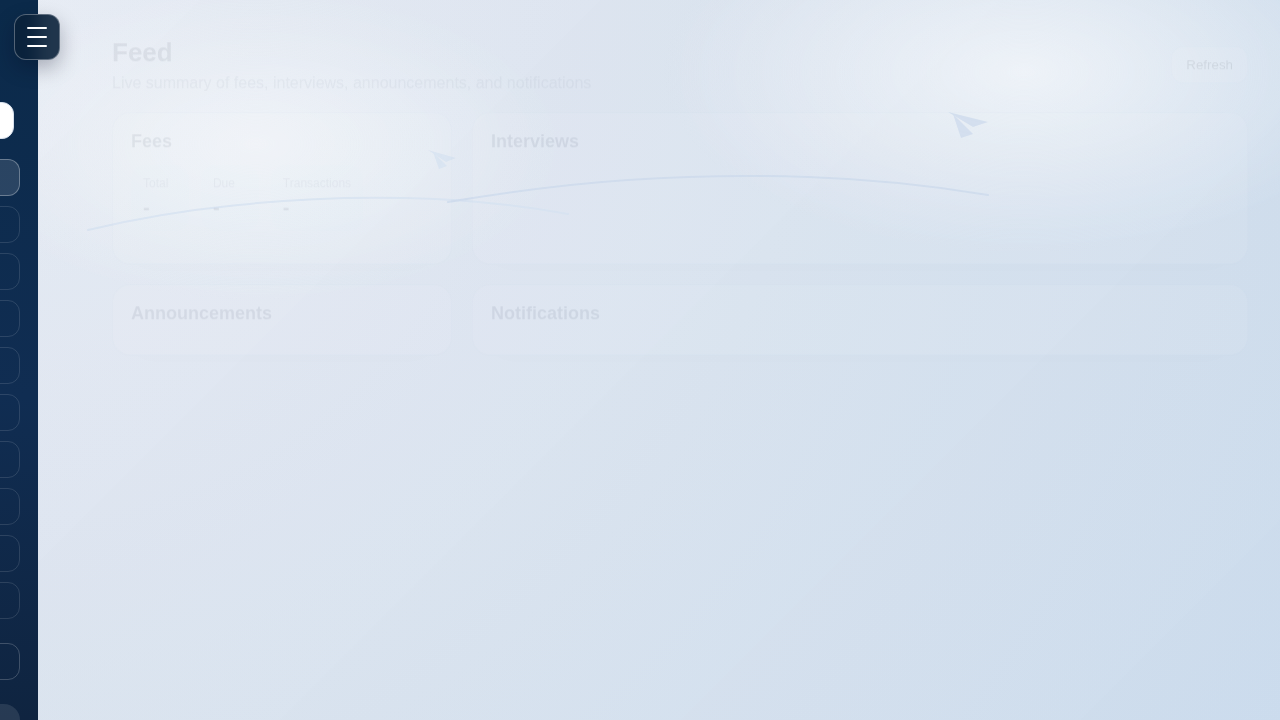 Feed
Live summary of fees, interviews, announcements, and notifications.
Refresh
Fees
Total
Due
Transactions
-
-
-
Interviews
Announcements
Notifications